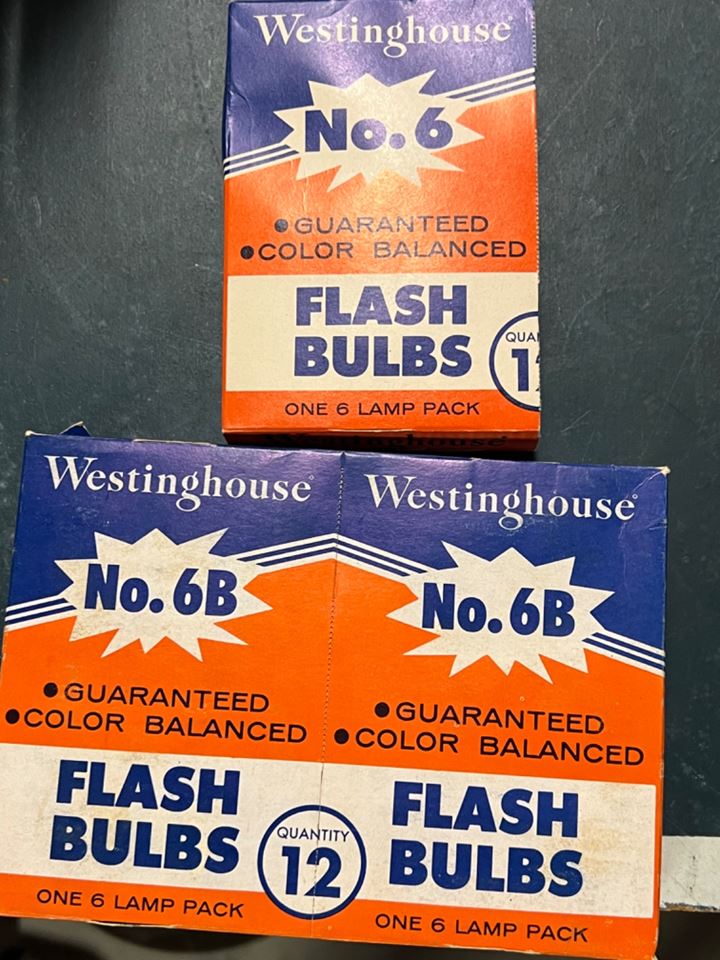 Westinghouse
No. 6
• GUARANTEED
• COLOR BALANCED
FLASH
BULBS
ONE 6 LAMP PACK
Westinghouse
Westinghouse
No. 6B
• GUARANTEED
• COLOR BALANCED
FLASH
BULBS
ONE 6 LAMP PACK
QUANTITY
12
Westinghouse
No. 6B
• GUARANTEED
• COLOR BALANCED
FLASH
BULBS
ONE 6 LAMP PACK